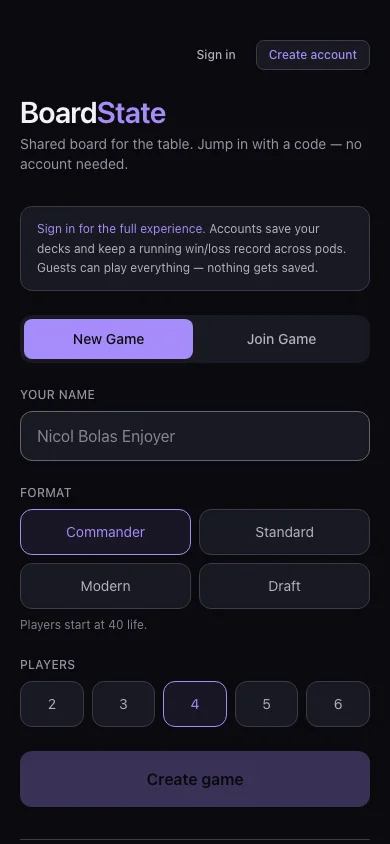 Sign in
Create account
BoardState
Shared board for the table. Jump in with a code — no
account needed.
Sign in for the full experience. Accounts save your
decks and keep a running win/loss record across pods.
Guests can play everything — nothing gets saved.
New Game
Join Game
YOUR NAME
Nicol Bolas Enjoyer
FORMAT
Commander
Standard
Modern
Draft
Players start at 40 life.
PLAYERS
2
3
4
5
6
Create game